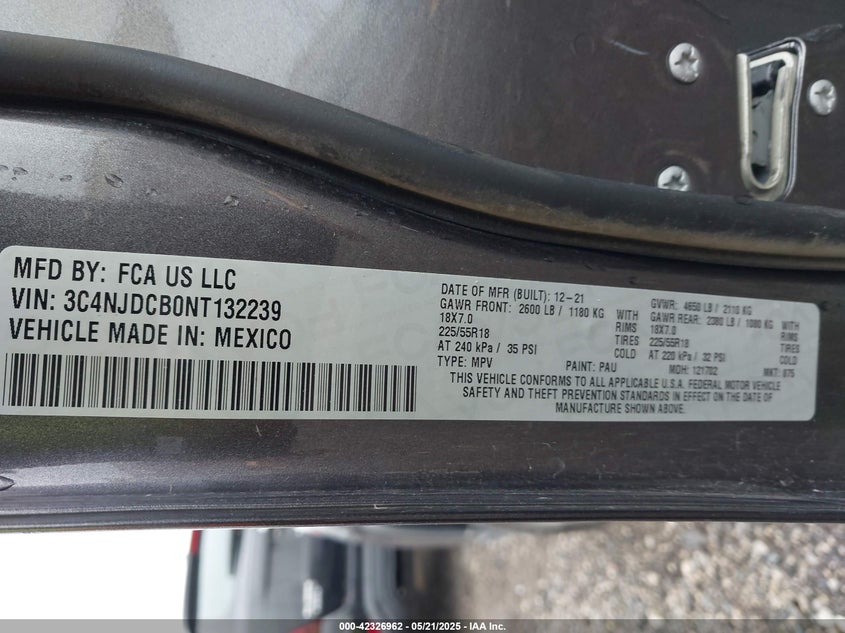 MFD BY: FCA US LLC
VIN: 3C4NJDCB0NT132239
VEHICLE MADE IN: MEXICO
DATE OF MFR (BUILT): 12-21 GVWR: 4650 LB / 2110 KG
GAWR FRONT: 2600 LB / 1180 KG WITH GAWR REAR: 2380 LB / 1080 KG WITH
18X7.0 RIMS 18X7.0 RIMS
225/55R18 TIRES 225/55R18 TIRES
AT 240 kPa / 35 PSI COLD AT 220 kPa / 32 PSI COLD
TYPE: MPV PAINT: PAU MDH: 121702 MKT: 875
THIS VEHICLE CONFORMS TO ALL APPLICABLE U.S.A. FEDERAL MOTOR VEHICLE
SAFETY AND THEFT PREVENTION STANDARDS IN EFFECT ON THE DATE OF
MANUFACTURE SHOWN ABOVE.
000-42326962 - 05/21/2025 - IAA Inc.